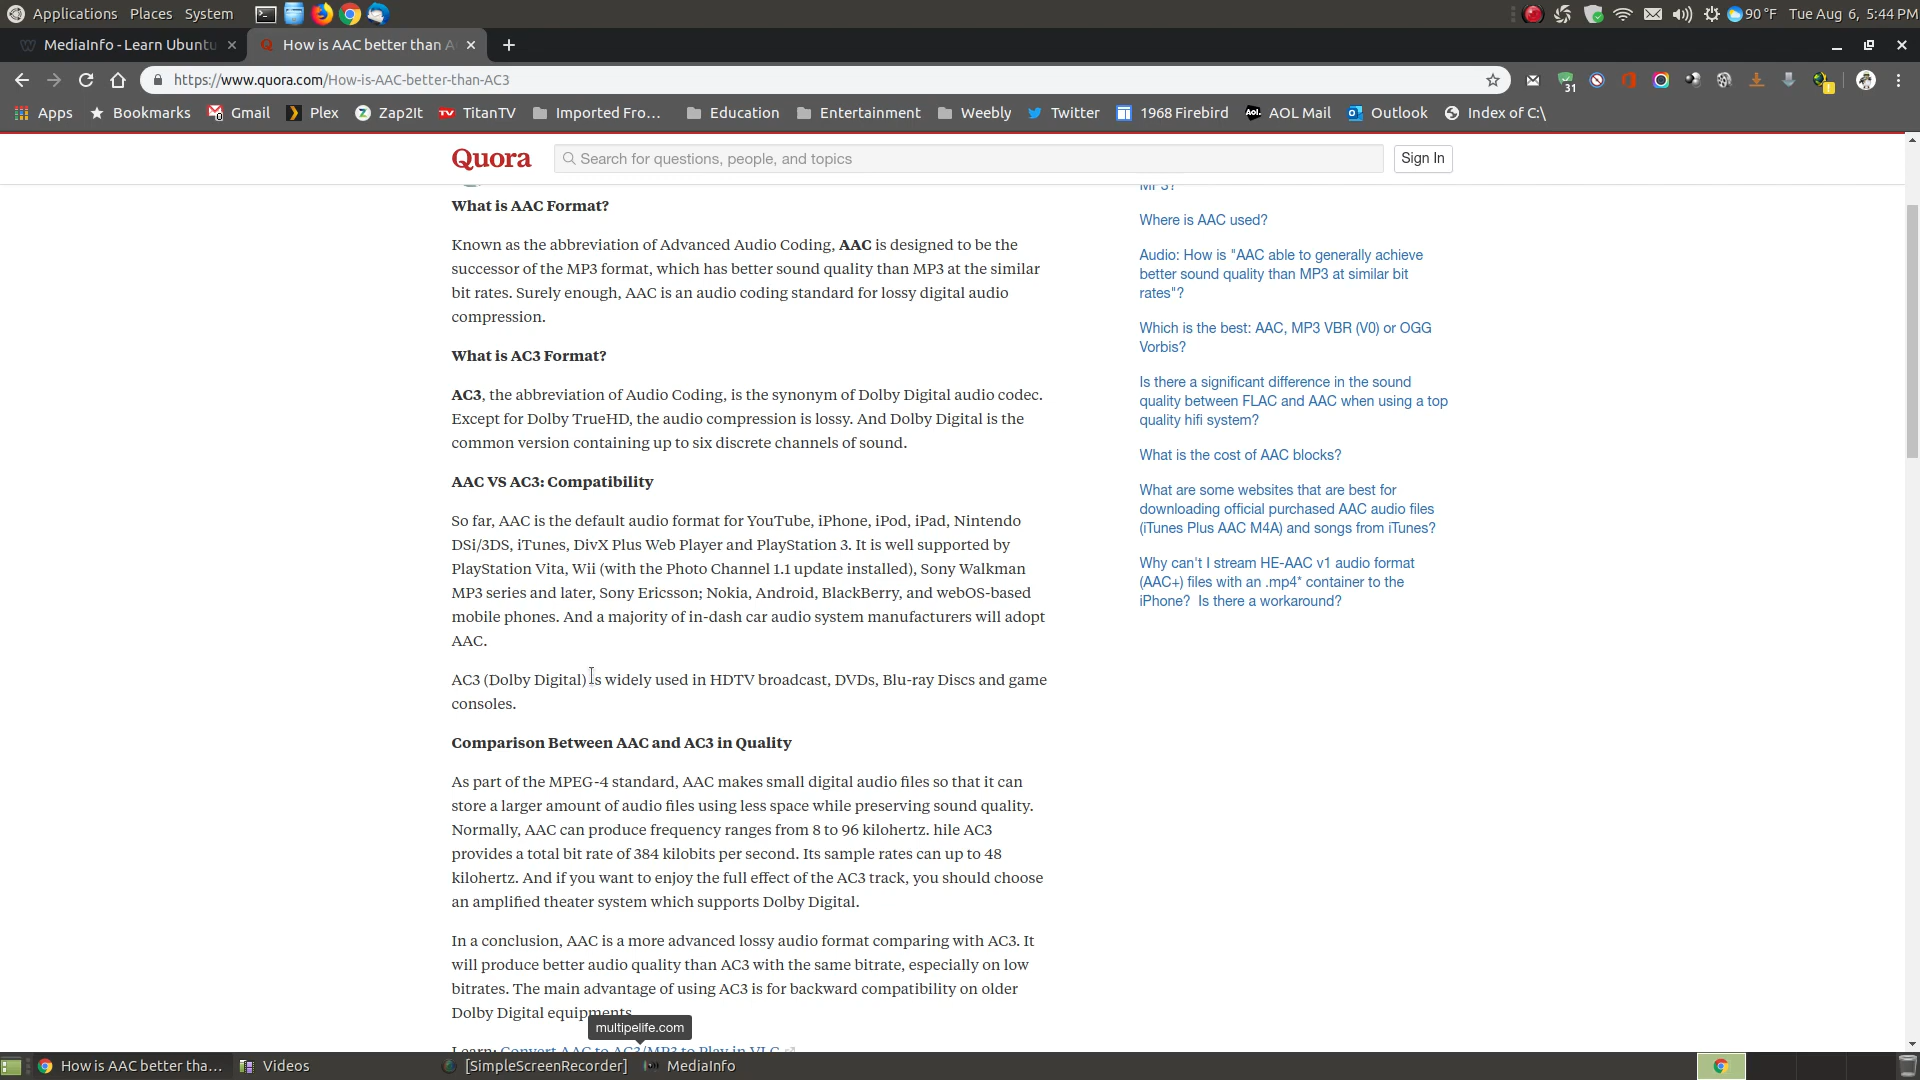 Applications Places System 90 °F Tue Aug 6, 5:44 PM
MediaInfo - Learn Ubuntu How is AAC better than A
https://www.quora.com/How-is-AAC-better-than-AC3 31
Apps Bookmarks Gmail Plex Zap2It TitanTV Imported Fro... Education Entertainment Weebly Twitter 1968 Firebird AOL Mail Outlook Index of C:\
Quora Search for questions, people, and topics Sign In
What is AAC Format?
Known as the abbreviation of Advanced Audio Coding, AAC is designed to be the
successor of the MP3 format, which has better sound quality than MP3 at the similar
bit rates. Surely enough, AAC is an audio coding standard for lossy digital audio
compression.
What is AC3 Format?
AC3, the abbreviation of Audio Coding, is the synonym of Dolby Digital audio codec.
Except for Dolby TrueHD, the audio compression is lossy. And Dolby Digital is the
common version containing up to six discrete channels of sound.
AAC VS AC3: Compatibility
So far, AAC is the default audio format for YouTube, iPhone, iPod, iPad, Nintendo
DSi/3DS, iTunes, DivX Plus Web Player and PlayStation 3. It is well supported by
PlayStation Vita, Wii (with the Photo Channel 1.1 update installed), Sony Walkman
MP3 series and later, Sony Ericsson; Nokia, Android, BlackBerry, and webOS-based
mobile phones. And a majority of in-dash car audio system manufacturers will adopt
AAC.
AC3 (Dolby Digital) is widely used in HDTV broadcast, DVDs, Blu-ray Discs and game
consoles.
Comparison Between AAC and AC3 in Quality
As part of the MPEG-4 standard, AAC makes small digital audio files so that it can
store a larger amount of audio files using less space while preserving sound quality.
Normally, AAC can produce frequency ranges from 8 to 96 kilohertz. hile AC3
provides a total bit rate of 384 kilobits per second. Its sample rates can up to 48
kilohertz. And if you want to enjoy the full effect of the AC3 track, you should choose
an amplified theater system which supports Dolby Digital.
In a conclusion, AAC is a more advanced lossy audio format comparing with AC3. It
will produce better audio quality than AC3 with the same bitrate, especially on low
bitrates. The main advantage of using AC3 is for backward compatibility on older
Dolby Digital equipments.
multipelife.com
Learn: Convert AAC to AC3/MP3 to Play in VLC
MP3?
Where is AAC used?
Audio: How is "AAC able to generally achieve
better sound quality than MP3 at similar bit
rates"?
Which is the best: AAC, MP3 VBR (V0) or OGG
Vorbis?
Is there a significant difference in the sound
quality between FLAC and AAC when using a top
quality hifi system?
What is the cost of AAC blocks?
What are some websites that are best for
downloading official purchased AAC audio files
(iTunes Plus AAC M4A) and songs from iTunes?
Why can't I stream HE-AAC v1 audio format
(AAC+) files with an .mp4* container to the
iPhone? Is there a workaround?
How is AAC better tha... Videos [SimpleScreenRecorder] MediaInfo